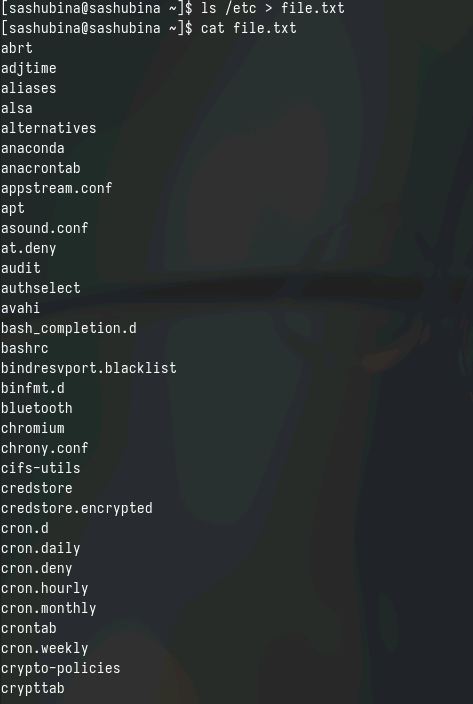 [sashubina@sashubina ~]$ ls /etc > file.txt
[sashubina@sashubina ~]$ cat file.txt
abrt
adjtime
aliases
alsa
alternatives
anaconda
anacrontab
appstream.conf
apt
asound.conf
at.deny
audit
authselect
avahi
bash_completion.d
bashrc
bindresvport.blacklist
binfmt.d
bluetooth
chromium
chrony.conf
cifs-utils
credstore
credstore.encrypted
cron.d
cron.daily
cron.deny
cron.hourly
cron.monthly
crontab
cron.weekly
crypto-policies
crypttab